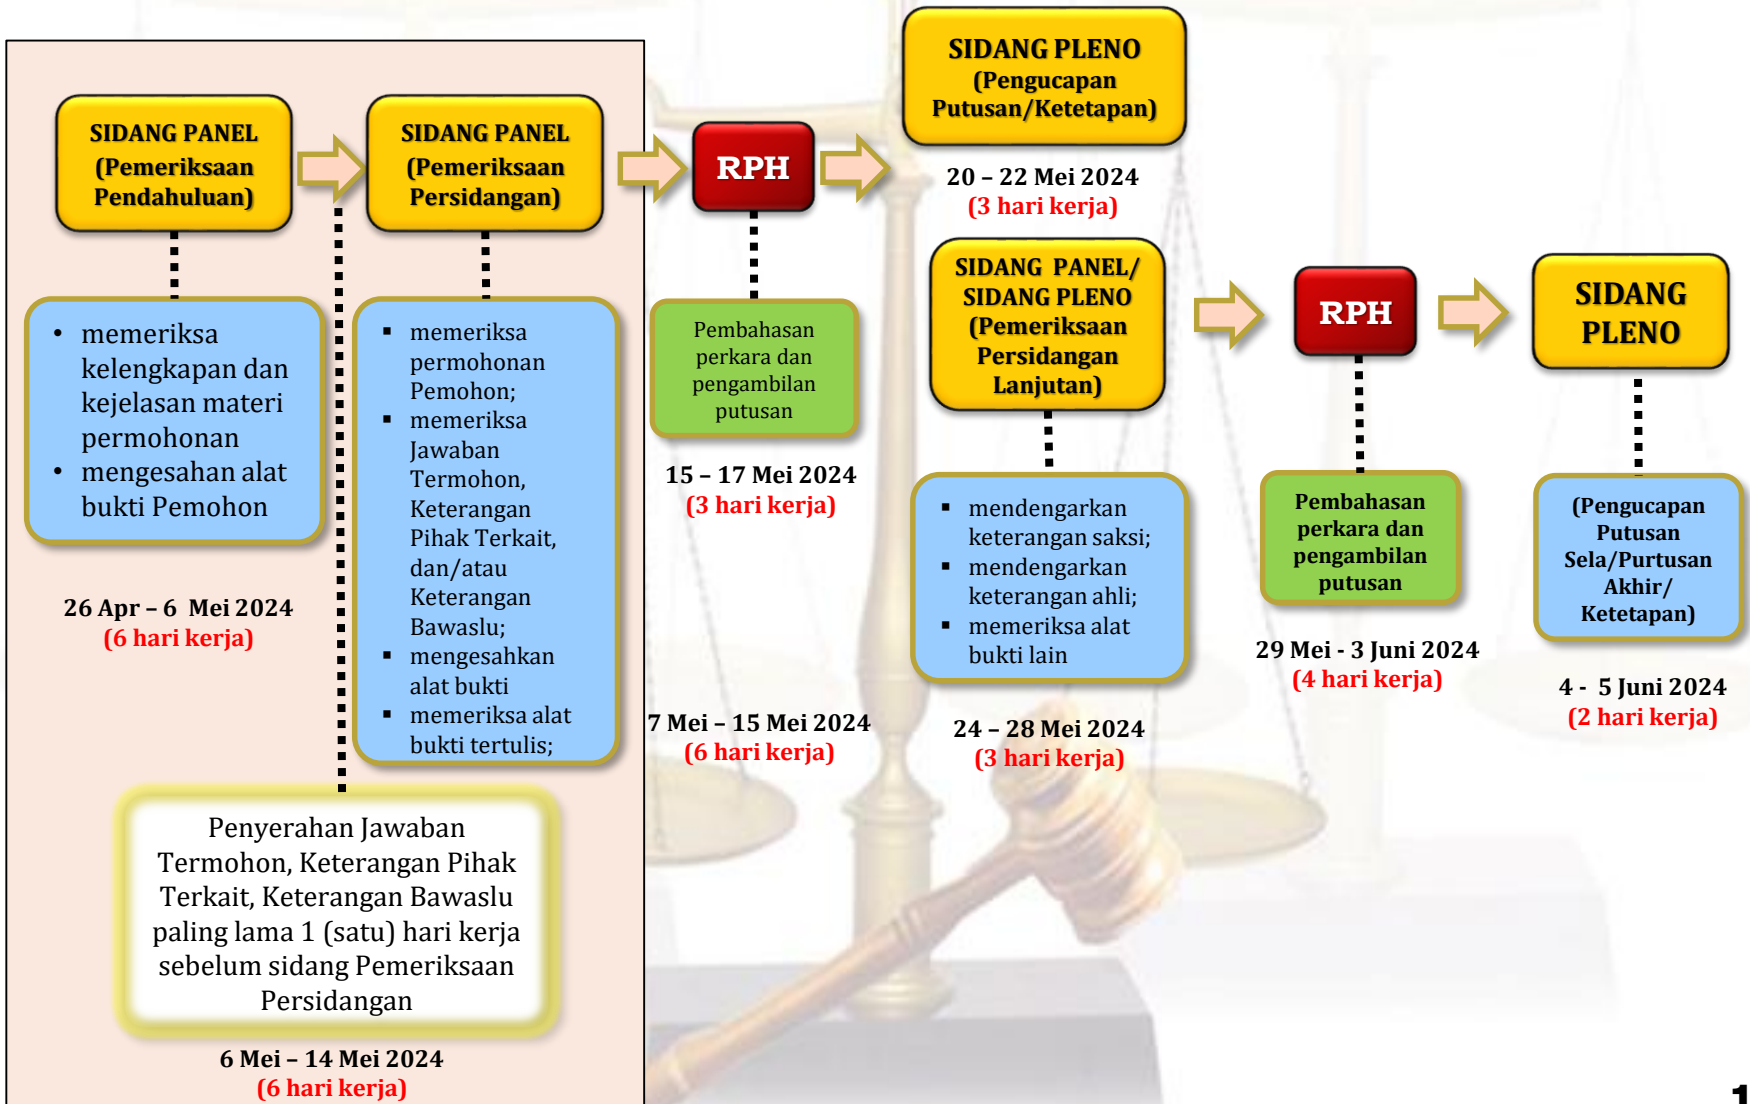 SIDANG PANEL
(Pemeriksaan
Pendahuluan)
• memeriksa
kelengkapan dan
kejelasan materi
permohonan
• mengesahan alat
bukti Pemohon
26 Apr – 6 Mei 2024
(6 hari kerja)
SIDANG PANEL
(Pemeriksaan
Persidangan)
▪ memeriksa
permohonan
Pemohon;
▪ memeriksa
Jawaban
Termohon,
Keterangan
Pihak Terkait,
dan/atau
Keterangan
Bawaslu;
▪ mengesahkan
alat bukti
▪ memeriksa alat
bukti tertulis;
7 Mei – 15 Mei 2024
(6 hari kerja)
Penyerahan Jawaban
Termohon, Keterangan Pihak
Terkait, Keterangan Bawaslu
paling lama 1 (satu) hari kerja
sebelum sidang Pemeriksaan
Persidangan
6 Mei – 14 Mei 2024
(6 hari kerja)
RPH
Pembahasan
perkara dan
pengambilan
putusan
15 – 17 Mei 2024
(3 hari kerja)
SIDANG PLENO
(Pengucapan
Putusan/Ketetapan)
20 – 22 Mei 2024
(3 hari kerja)
SIDANG PANEL/
SIDANG PLENO
(Pemeriksaan
Persidangan
Lanjutan)
▪ mendengarkan
keterangan saksi;
▪ mendengarkan
keterangan ahli;
▪ memeriksa alat
bukti lain
24 – 28 Mei 2024
(3 hari kerja)
RPH
Pembahasan
perkara dan
pengambilan
putusan
29 Mei - 3 Juni 2024
(4 hari kerja)
SIDANG
PLENO
(Pengucapan
Putusan
Sela/Purtusan
Akhir/
Ketetapan)
4 - 5 Juni 2024
(2 hari kerja)
1